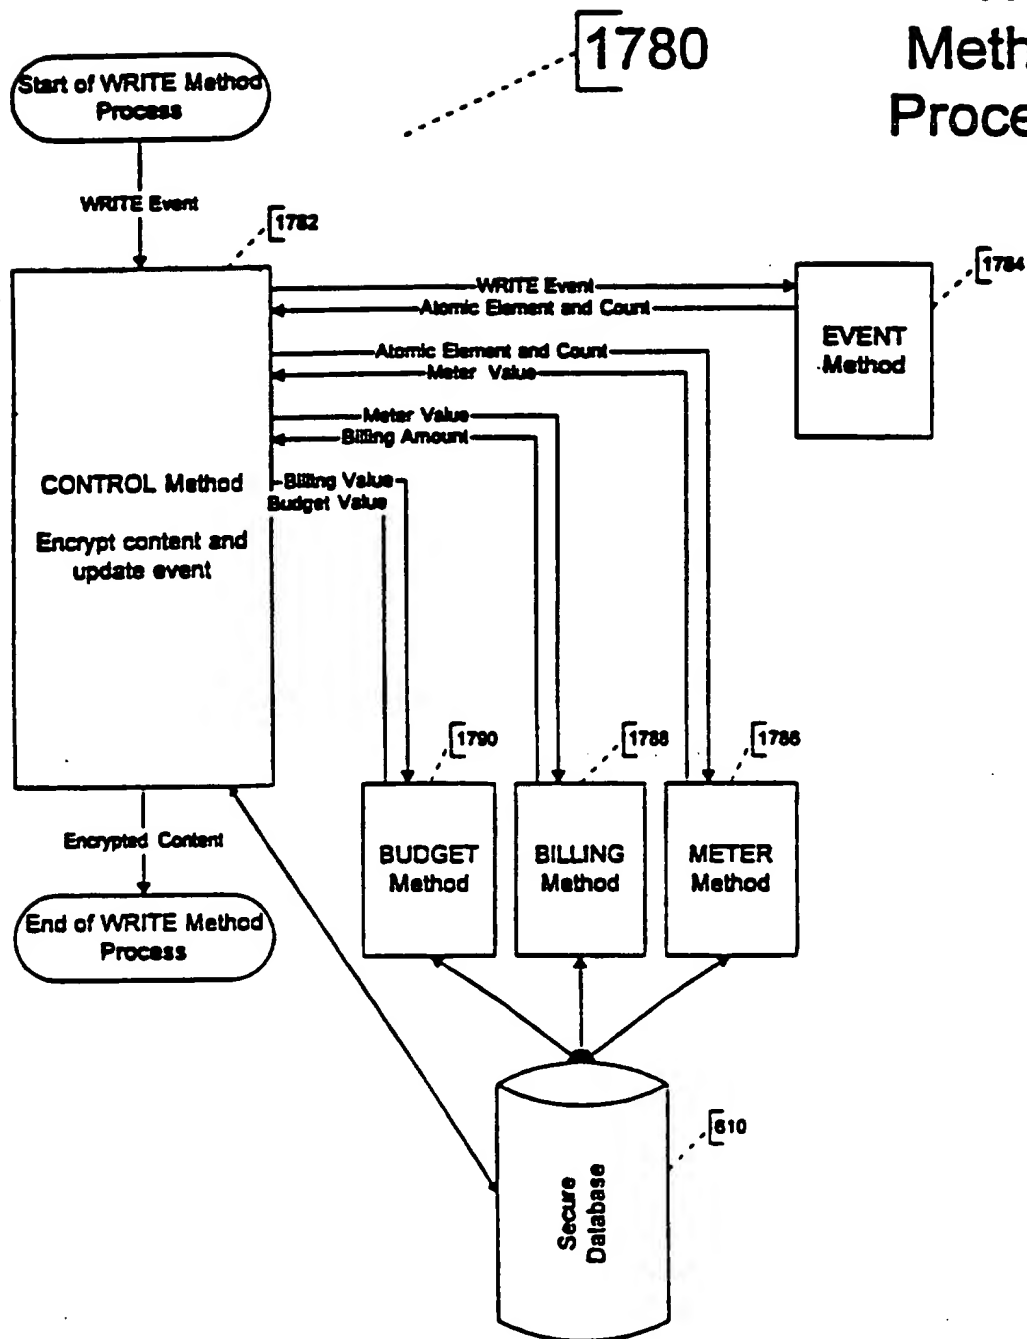 1780
Start of WRITE Method
Process
WRITE Event
1782
WRITE Event
1784
Atomic Element and Count
EVENT
Method
Atomic Element and Count
Meter Value
Meter Value
Billing Amount
CONTROL Method
Billing Value
Budget Value
Encrypt content and
update event
1790
1788
1786
Encrypted Content
BUDGET
Method
BILLING
Method
METER
Method
End of WRITE Method
Process
610
Secure
Database